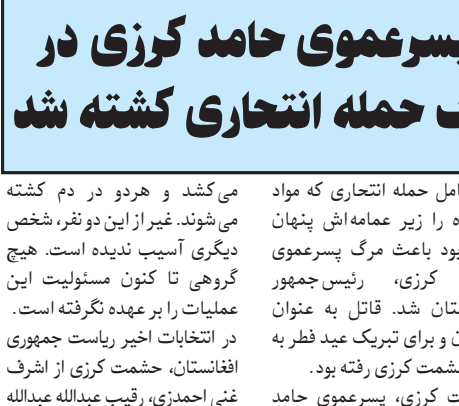 پسرعموی حامد کرزی در
حمله انتحاری کشته شد
حمله انتحاری که مواد
را زیر عمامه‌اش پنهان
بود باعث مرگ پسرعموی
کرزی، رئیس‌جمهور
شد. قاتل به عنوان
و برای تبریک عید فطر به
حشمت کرزی رفته بود.
کرزی، پسرعموی حامد
می‌کشد و هردو در دم کشته
می‌شوند. غیر از این دو نفر، شخص
دیگری آسیب ندیده است. هیچ
گروهی تا کنون مسئولیت این
عملیات را بر عهده نگرفته است.
در انتخابات اخیر ریاست جمهوری
افغانستان، حشمت کرزی از اشرف
غنی احمدزی، رقیب عبدالله عبدالله